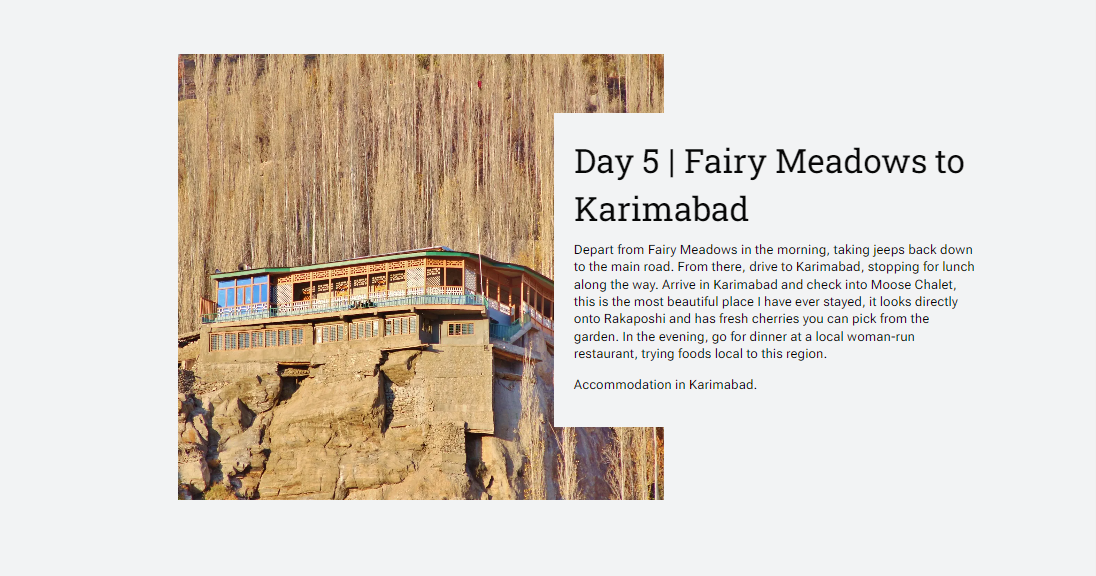 Day 5 | Fairy Meadows to
Karimabad
Depart from Fairy Meadows in the morning, taking jeeps back down
to the main road. From there, drive to Karimabad, stopping for lunch
along the way. Arrive in Karimabad and check into Moose Chalet,
this is the most beautiful place I have ever stayed, it looks directly
onto Rakaposhi and has fresh cherries you can pick from the
garden. In the evening, go for dinner at a local woman-run
restaurant, trying foods local to this region.
Accommodation in Karimabad.